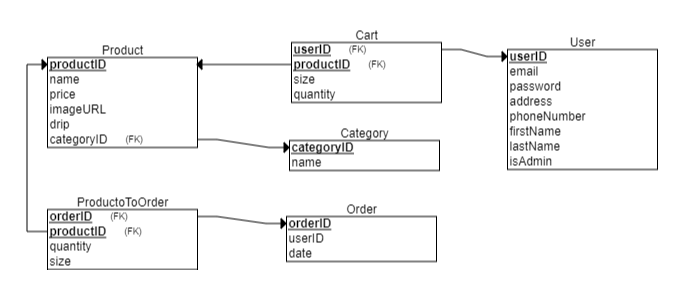 Product
productID
name
price
imageURL
drip
categoryID (FK)
Cart
userID (FK)
productID (FK)
size
quantity
User
userID
email
password
address
phoneNumber
firstName
lastName
isAdmin
Category
categoryID
name
ProductoToOrder
orderID (FK)
productID (FK)
quantity
size
Order
orderID
userID
date